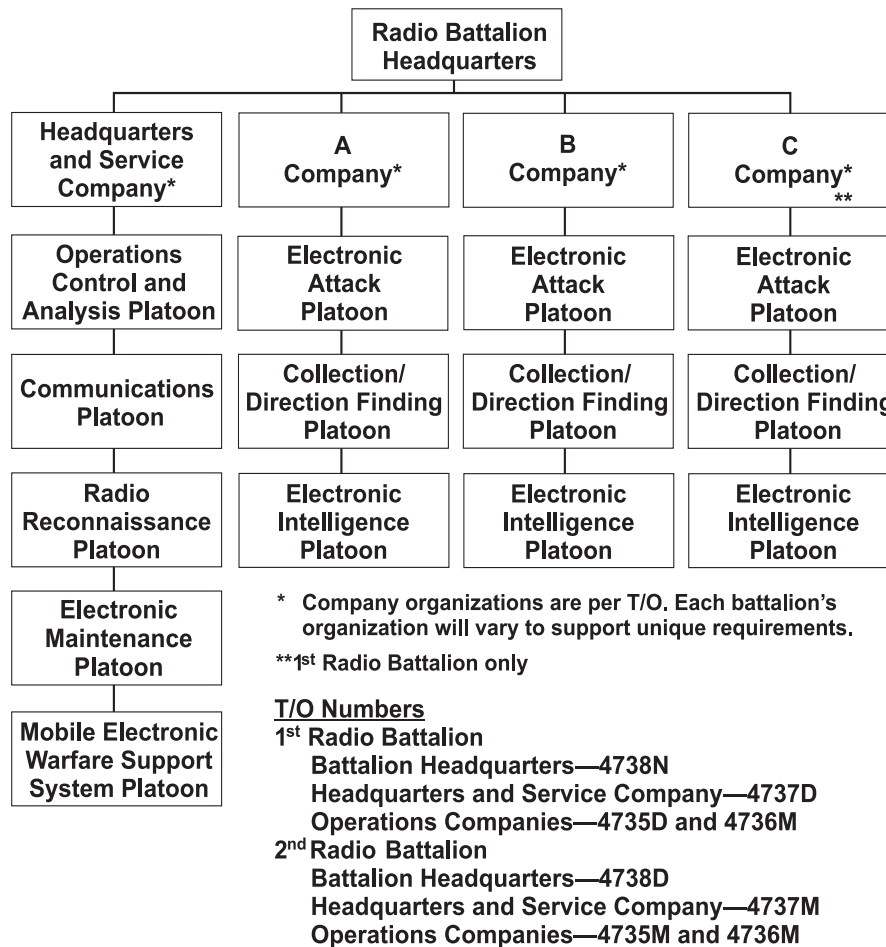 Radio Battalion
Headquarters
Headquarters
and Service
Company*
A
Company*
B
Company*
C
Company*
**
Operations
Control and
Analysis Platoon
Electronic
Attack
Platoon
Electronic
Attack
Platoon
Electronic
Attack
Platoon
Communications
Platoon
Collection/
Direction Finding
Platoon
Collection/
Direction Finding
Platoon
Collection/
Direction Finding
Platoon
Radio
Reconnaissance
Platoon
Electronic
Intelligence
Platoon
Electronic
Intelligence
Platoon
Electronic
Intelligence
Platoon
Electronic
Maintenance
Platoon
Mobile Electronic
Warfare Support
System Platoon
* Company organizations are per T/O. Each battalion’s
organization will vary to support unique requirements.
**1st Radio Battalion only
T/O Numbers
1st Radio Battalion
Battalion Headquarters—4738N
Headquarters and Service Company—4737D
Operations Companies—4735D and 4736M
2nd Radio Battalion
Battalion Headquarters—4738D
Headquarters and Service Company—4737M
Operations Companies—4735M and 4736M